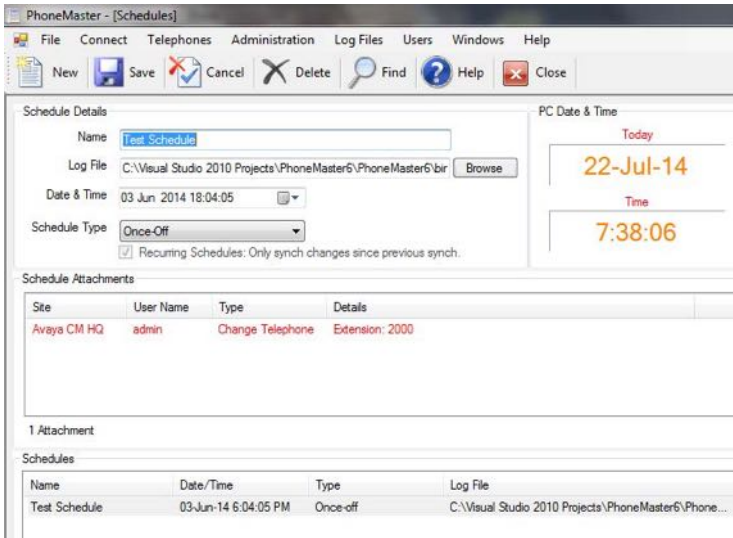 PhoneMaster - [Schedules]
File Connect Telephones Administration Log Files Users Windows Help
New Save Cancel Delete Find Help Close
Schedule Details
Name Test Schedule
Log File C:\Visual Studio 2010 Projects\PhoneMaster6\PhoneMaster6\bir Browse
Date & Time 03 Jun 2014 18:04:05
Schedule Type Once-Off
Recurring Schedules: Only synch changes since previous synch.
PC Date & Time
Today
22-Jul-14
Time
7:38:06
Schedule Attachments
Site User Name Type Details
Avaya CM HQ admin Change Telephone Extension: 2000
1 Attachment
Schedules
Name Date/Time Type Log File
Test Schedule 03-Jun-14 6:04:05 PM Once-off C:\Visual Studio 2010 Projects\PhoneMaster6\Phone...